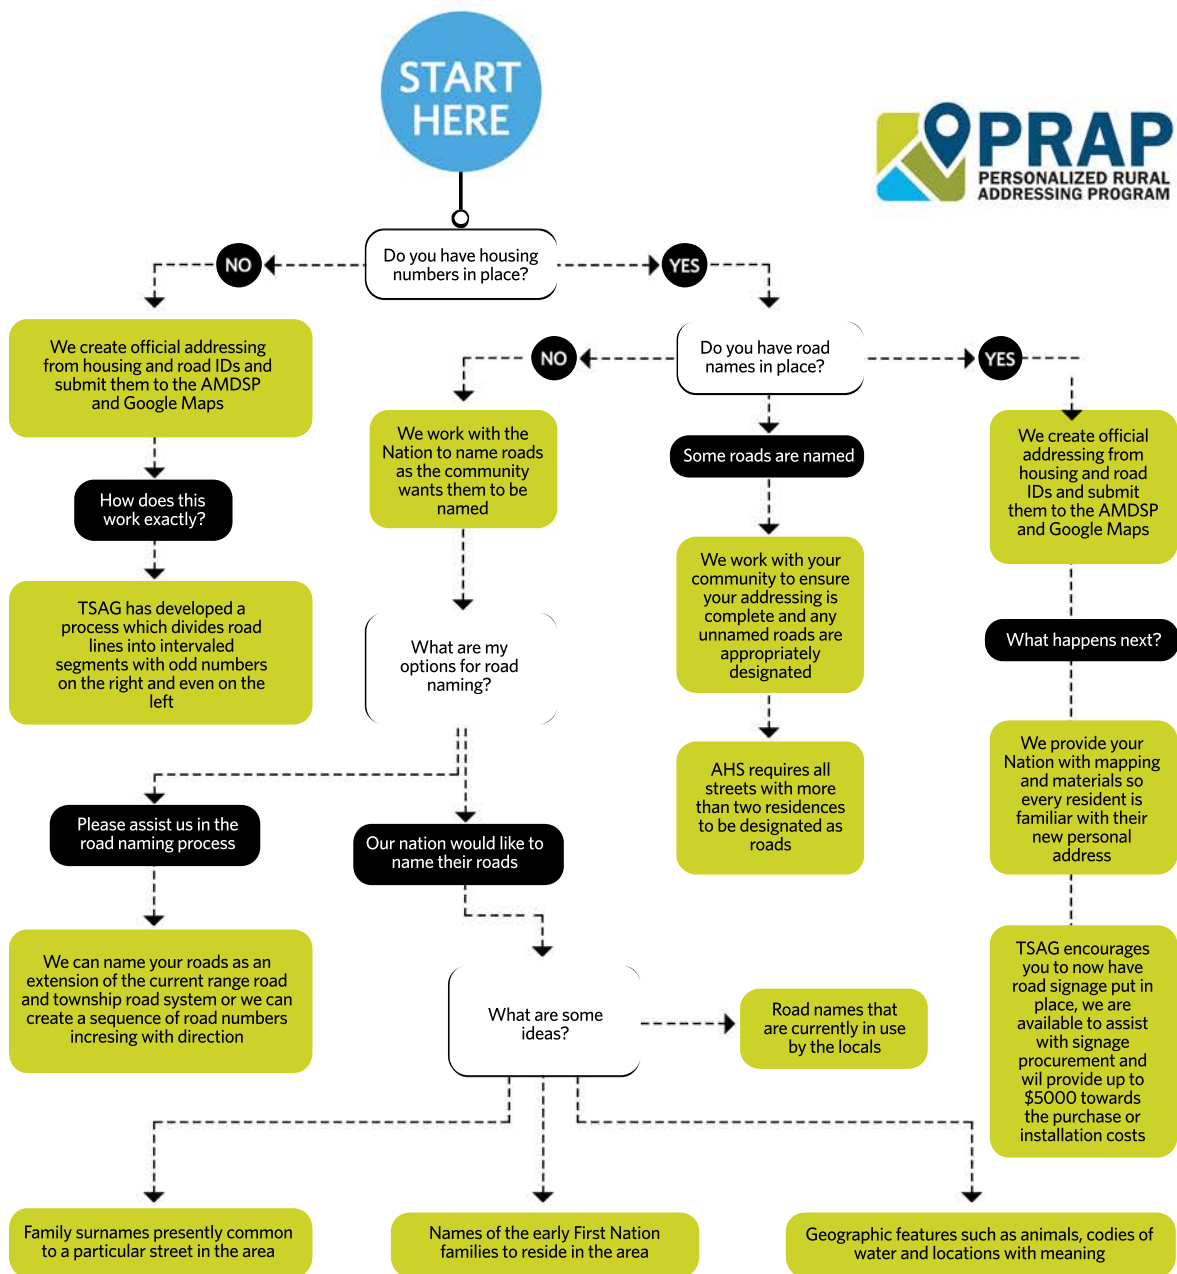 START
HERE
PRAP
PERSONALIZED RURAL
ADDRESSING PROGRAM
Do you have housing
numbers in place?
NO
YES
We create official addressing
from housing and road IDs and
submit them to the AMDSP
and Google Maps
How does this
work exactly?
TSAG has developed a
process which divides road
lines into intervaled
segments with odd numbers
on the right and even on the
left
Do you have road
names in place?
NO
YES
We work with the
Nation to name roads
as the community
wants them to be
named
Some roads are named
We work with your
community to ensure
your addressing is
complete and any
unnamed roads are
appropriately
designated
AHS requires all
streets with more
than two residences
to be designated as
roads
We create official
addressing from
housing and road
IDs and submit
them to the AMDSP
and Google Maps
What happens next?
We provide your
Nation with mapping
and materials so
every resident is
familiar with their
new personal
address
TSAG encourages
you to now have
road signage put in
place, we are
available to assist
with signage
procurement and
wil provide up to
$5000 towards
the purchase or
installation costs
What are my
options for road
naming?
Please assist us in the
road naming process
We can name your roads as an
extension of the current range road
and township road system or we can
create a sequence of road numbers
incresing with direction
Our nation would like to
name their roads
What are some
ideas?
Road names that
are currently in use
by the locals
Family surnames presently common
to a particular street in the area
Names of the early First Nation
families to reside in the area
Geographic features such as animals, codies of
water and locations with meaning